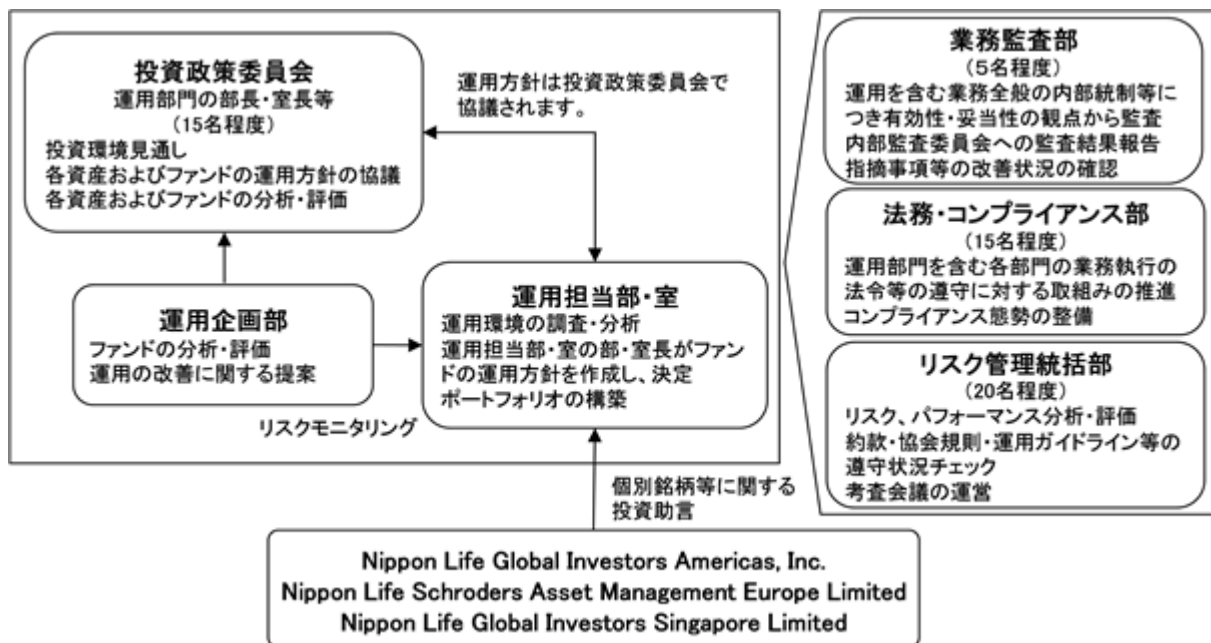 投資政策委員会
運用部門の部長・室長等
(15名程度)
投資環境見通し
各資産およびファンドの運用方針の協議
各資産およびファンドの分析・評価
運用方針は投資政策委員会で
協議されます。
運用企画部
ファンドの分析・評価
運用の改善に関する提案
リスクモニタリング
運用担当部・室
運用環境の調査・分析
運用担当部・室の部・室長がファン
ドの運用方針を作成し、決定
ポートフォリオの構築
個別銘柄等に関する
投資助言
Nippon Life Global Investors Americas, Inc.
Nippon Life Schroders Asset Management Europe Limited
Nippon Life Global Investors Singapore Limited
業務監査部
(5名程度)
運用を含む業務全般の内部統制等に
つき有効性・妥当性の観点から監査
内部監査委員会への監査結果報告
指摘事項等の改善状況の確認
法務・コンプライアンス部
(15名程度)
運用部門を含む各部門の業務執行の
法令等の遵守に対する取組みの推進
コンプライアンス態勢の整備
リスク管理統括部
(20名程度)
リスク、パフォーマンス分析・評価
約款・協会規則・運用ガイドライン等の
遵守状況チェック
考査会議の運営